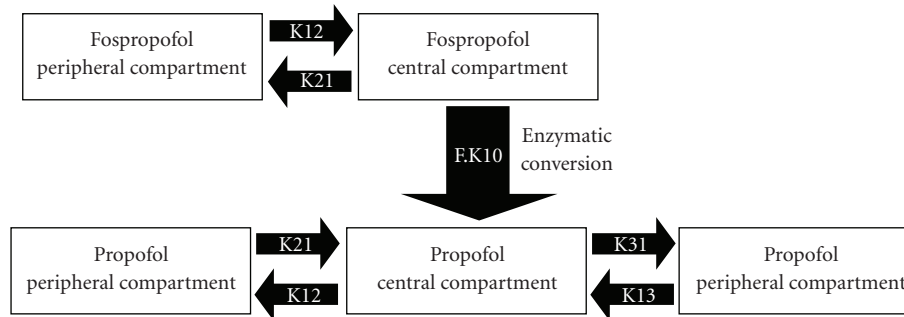 Fospropofol
peripheral compartment
K12
K21
Fospropofol
central compartment
F.K10
Enzymatic
conversion
Propofol
peripheral compartment
K21
K12
Propofol
central compartment
K31
K13
Propofol
peripheral compartment